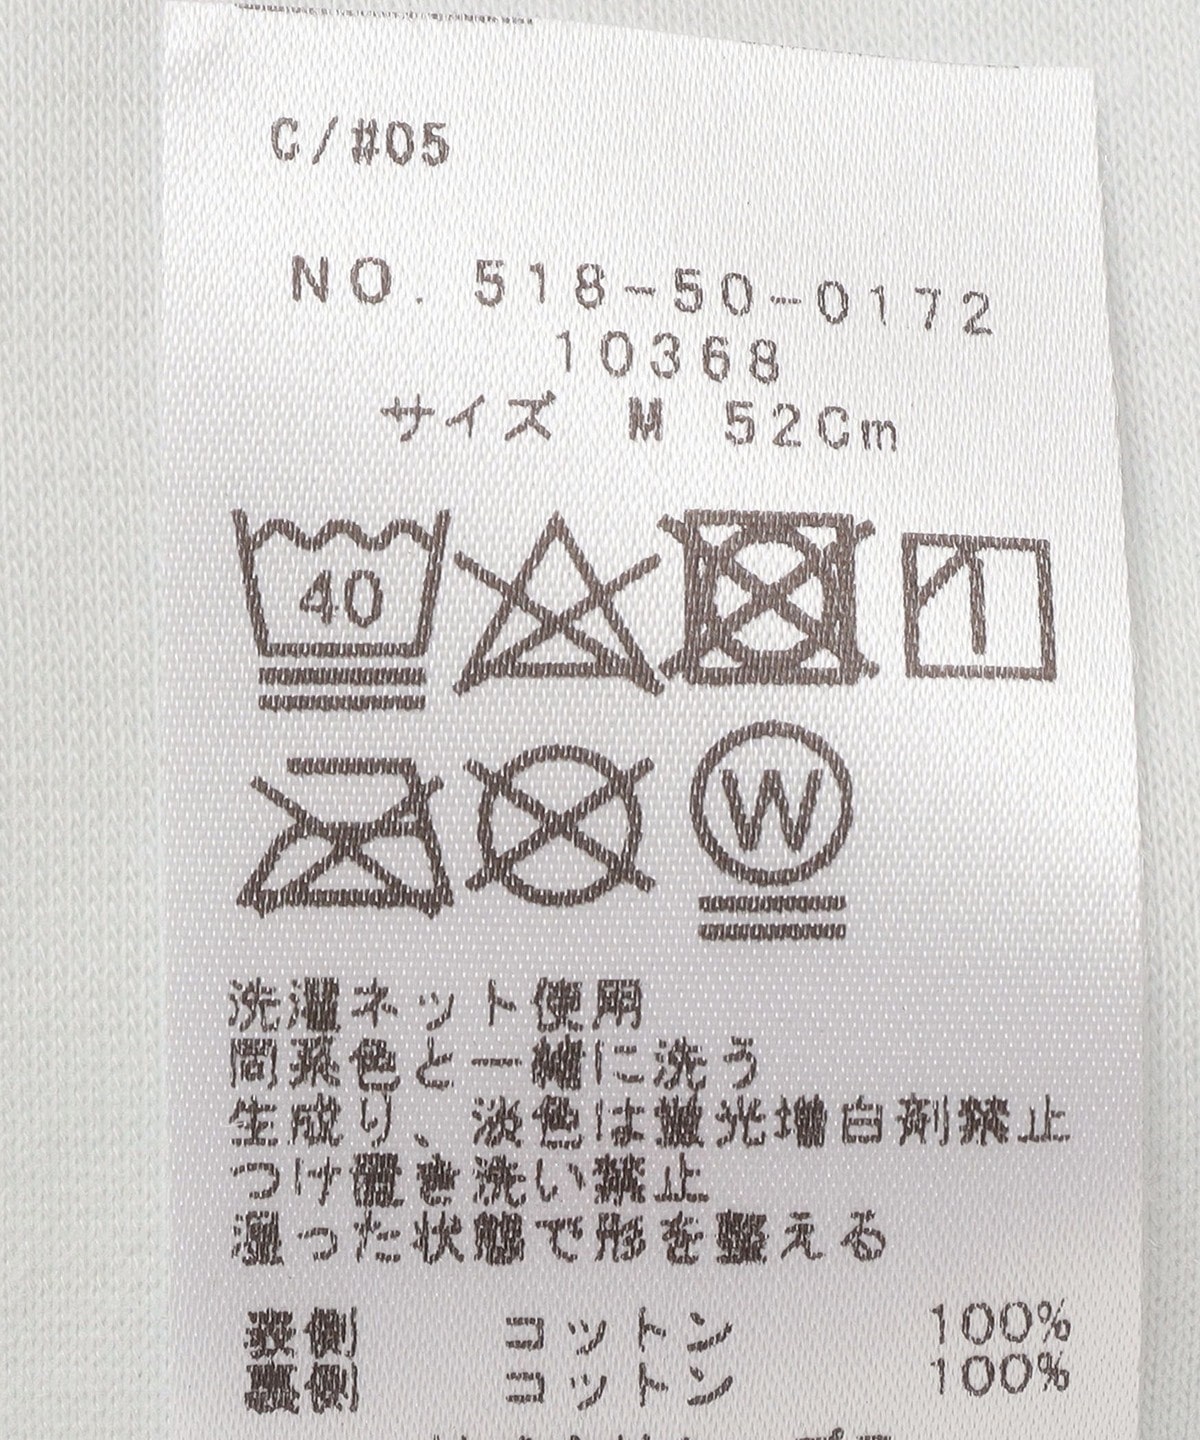 C/#05
NO. 518-50-0172
10368
サイズ M 52Cm
40
W
洗濯ネット使用
同系色と一緒に洗う
生成り、淡色は蛍光増白剤禁止
つけ置き洗い禁止
湿った状態で形を整える
表側 コットン 100%
裏側 コットン 100%